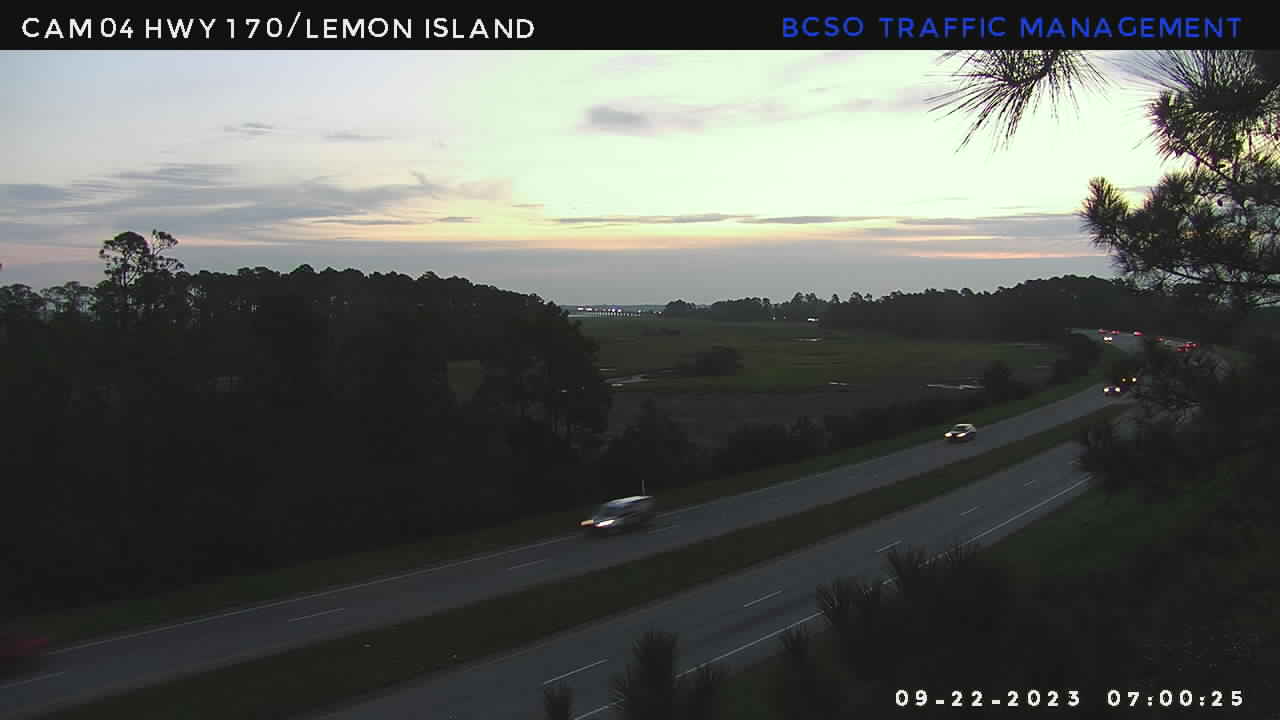 CAM04 HWY 170/LEMON ISLAND
BCSO TRAFFIC MANAGEMENT
09-22-2023 07:00:25